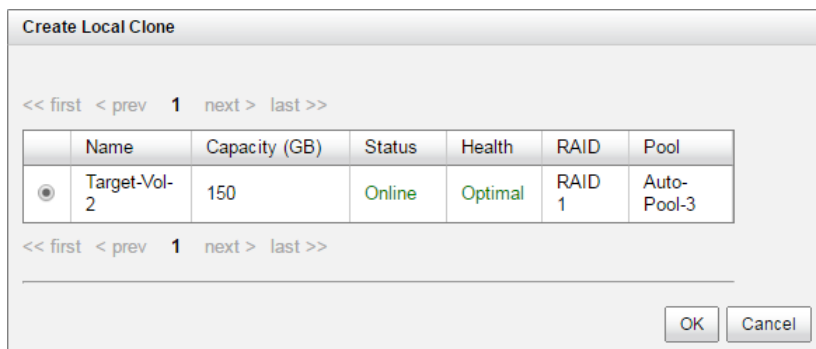 Create Local Clone
<< first < prev 1 next > last >>
Name Capacity (GB) Status Health RAID Pool
Target-Vol- 150 Online Optimal RAID Auto-
2 1 Pool-3
<< first < prev 1 next > last >>
OK Cancel